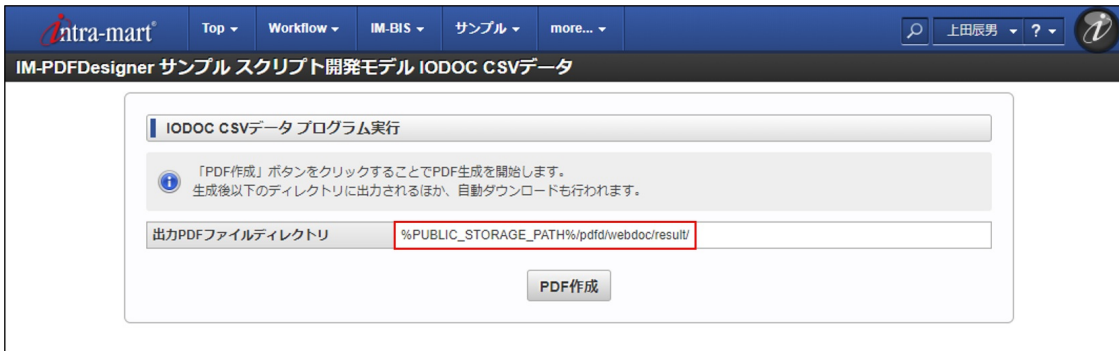 intra-mart® Top Workflow IM-BIS サンプル more... 上田辰男 ?
IM-PDFDesigner サンプル スクリプト開発モデル IODOC CSVデータ
IODOC CSVデータ プログラム実行
「PDF作成」ボタンをクリックすることでPDF生成を開始します。
生成後以下のディレクトリに出力されるほか、自動ダウンロードも行われます。
出力PDFファイルディレクトリ %PUBLIC_STORAGE_PATH%/pdfd/webdoc/result/
PDF作成